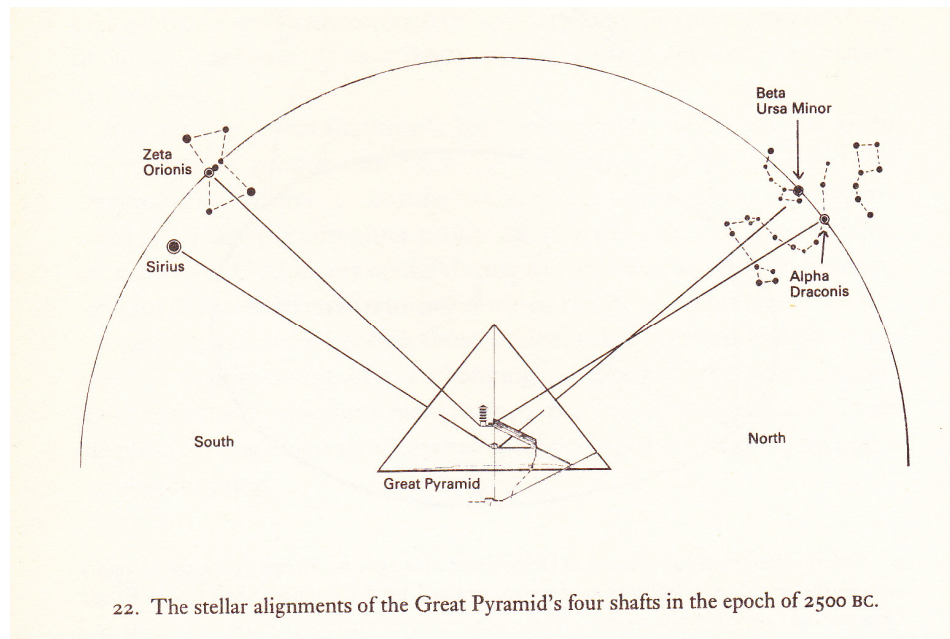 Beta
Ursa Minor
Zeta
Orionis
Sirius
Alpha
Draconis
South
North
Great Pyramid
22. The stellar alignments of the Great Pyramid's four shafts in the epoch of 2500 BC.